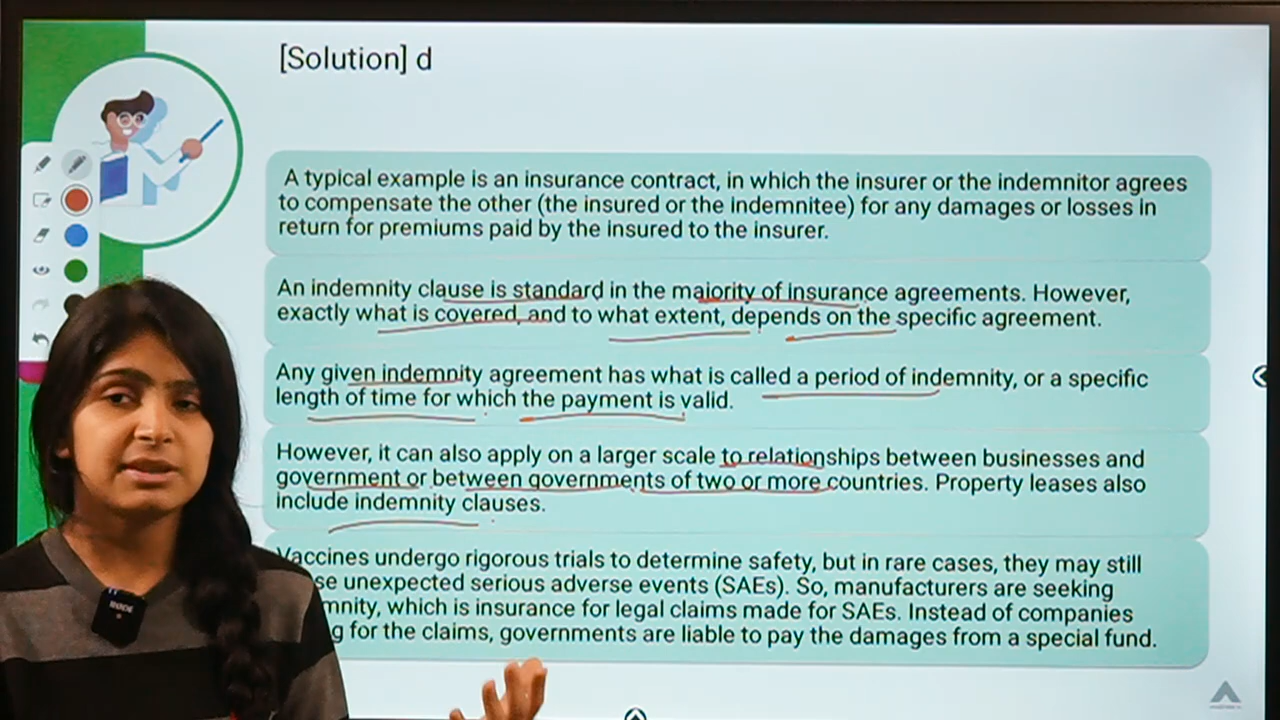 [Solution] d
A typical example is an insurance contract, in which the insurer or the indemnitor agrees
to compensate the other (the insured or the indemnitee) for any damages or losses in
return for premiums paid by the insured to the insurer.
An indemnity clause is standard in the majority of insurance agreements. However,
exactly what is covered, and to what extent, depends on the specific agreement.
Any given indemnity agreement has what is called a period of indemnity, or a specific
length of time for which the payment is valid.
However, it can also apply on a larger scale to relationships between businesses and
government or between governments of two or more countries. Property leases also
include indemnity clauses.
Vaccines undergo rigorous trials to determine safety, but in rare cases, they may still
se unexpected serious adverse events (SAEs). So, manufacturers are seeking
mnity, which is insurance for legal claims made for SAEs. Instead of companies
g for the claims, governments are liable to pay the damages from a special fund.